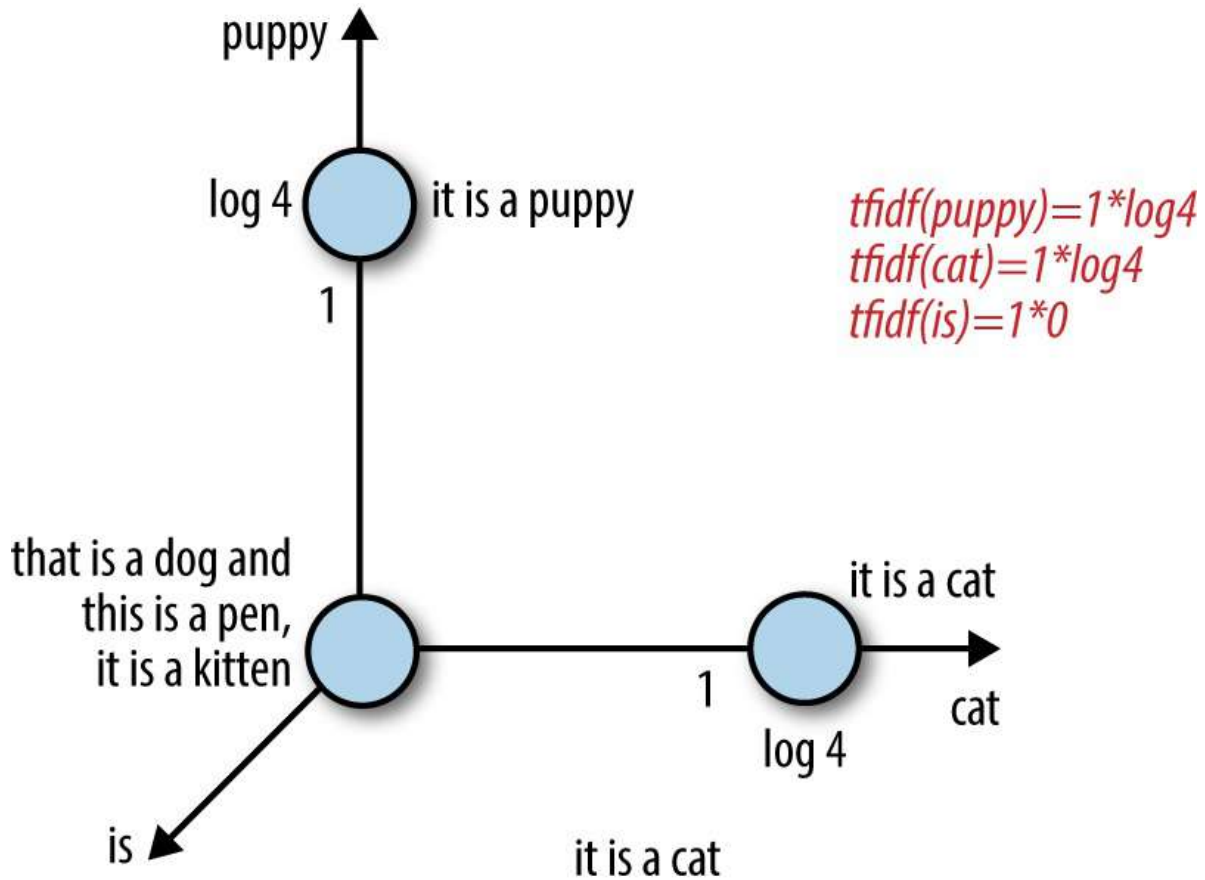 puppy
log 4
it is a puppy
1
tfidf(puppy)=1*log4
tfidf(cat)=1*log4
tfidf(is)=1*0
that is a dog and
this is a pen,
it is a kitten
it is a cat
1
cat
log 4
is
it is a cat